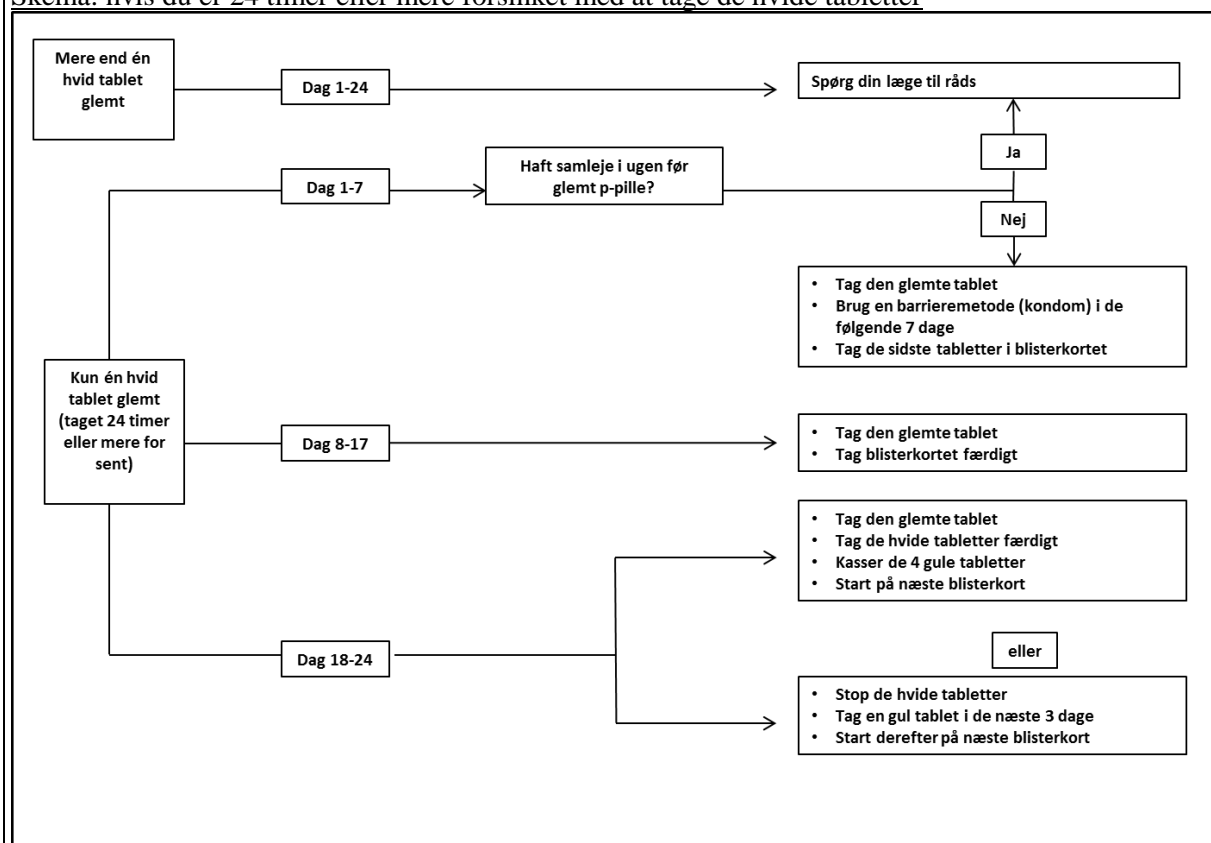 Skema: hvis du er 24 timer eller mere forsinket med at tage de hvide tabletter
Mere end én
hvid tablet
glemt
Dag 1-24
Spørg din læge til råds
Ja
Dag 1-7
Haft samleje i ugen før
glemt p-pille?
Nej
• Tag den glemte tablet
• Brug en barrieremetode (kondom) i de
følgende 7 dage
• Tag de sidste tabletter i blisterkortet
Kun én hvid
tablet glemt
(taget 24 timer
eller mere for
sent)
Dag 8-17
• Tag den glemte tablet
• Tag blisterkortet færdigt
• Tag den glemte tablet
• Tag de hvide tabletter færdigt
• Kasser de 4 gule tabletter
• Start på næste blisterkort
Dag 18-24
eller
• Stop de hvide tabletter
• Tag en gul tablet i de næste 3 dage
• Start derefter på næste blisterkort